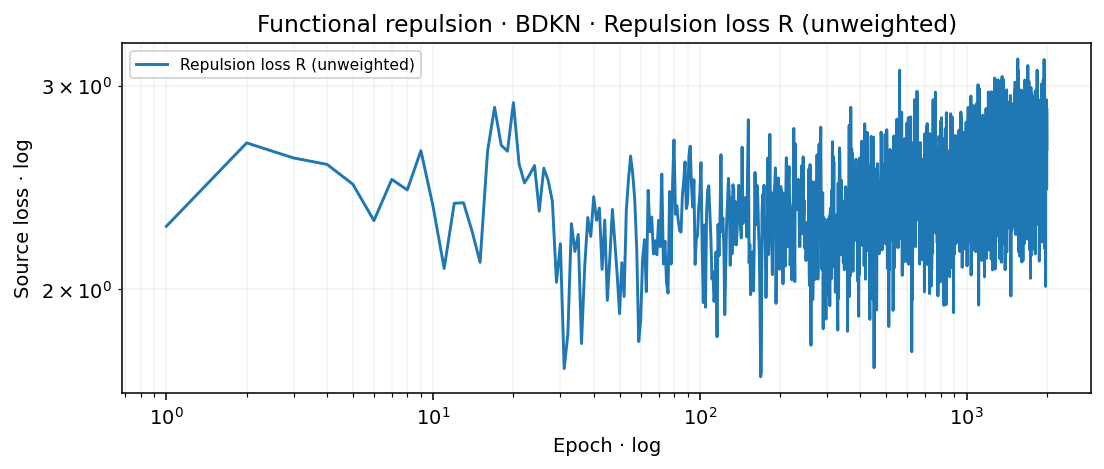 Functional repulsion · BDKN · Repulsion loss R (unweighted)
Repulsion loss R (unweighted)
3 × 10⁰
2 × 10⁰
Source loss · log
10⁰ 10¹ 10² 10³
Epoch · log